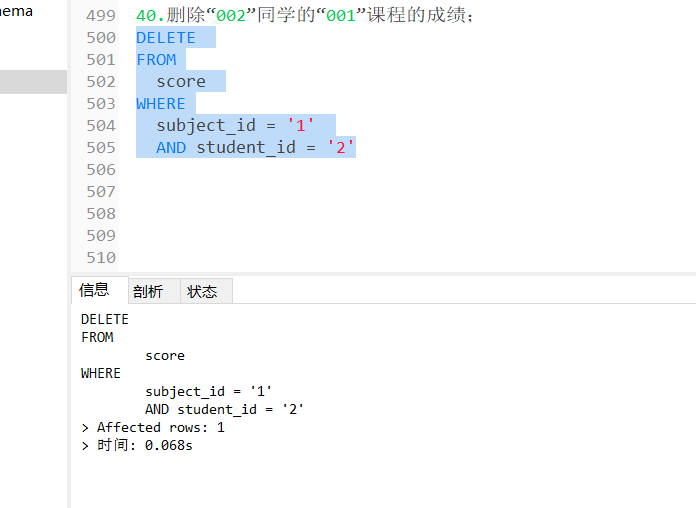 hema
499 40.删除“002”同学的“001”课程的成绩;
500 DELETE
501 FROM
502 score
503 WHERE
504 subject_id = '1'
505 AND student_id = '2'
506
507
508
509
510
信息 剖析 状态
DELETE
FROM
score
WHERE
subject_id = '1'
AND student_id = '2'
> Affected rows: 1
> 时间: 0.068s